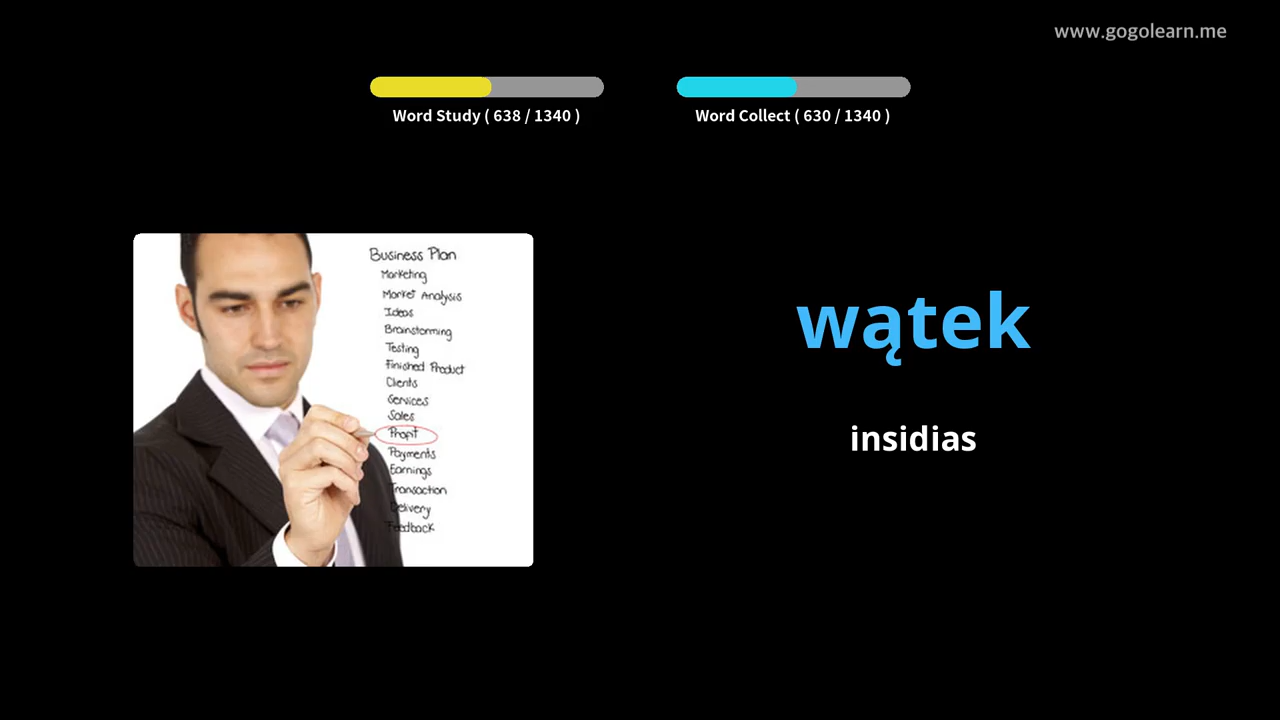 www.gogolearn.me
Word Study ( 638 / 1340 )
Word Collect ( 630 / 1340 )
Business Plan
Marketing
Market Analysis
Ideas
Brainstorming
Testing
Finished Product
Clients
Services
Sales
Profit
Payments
Earnings
Transaction
Delivery
Feedback
wątek
insidias